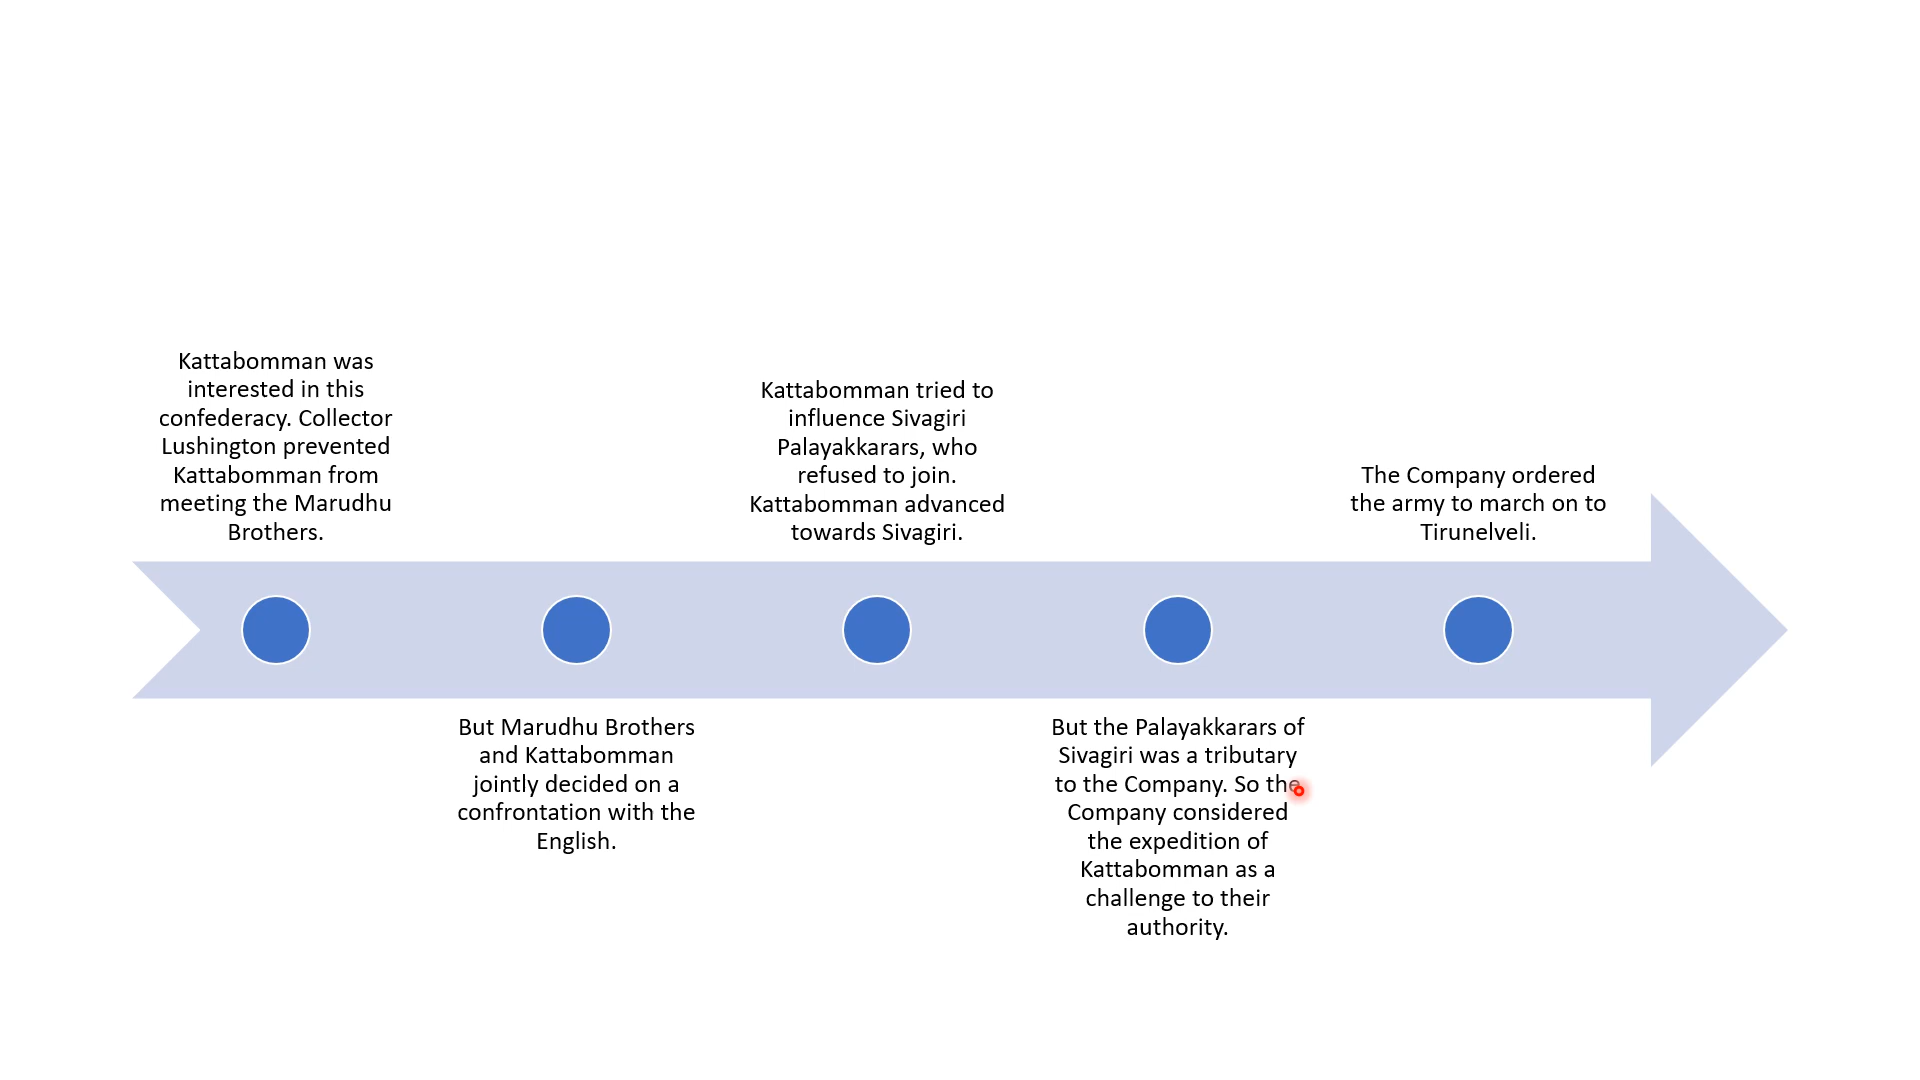 Kattabomman was
interested in this
confederacy. Collector
Lushington prevented
Kattabomman from
meeting the Marudhu
Brothers.
But Marudhu Brothers
and Kattabomman
jointly decided on a
confrontation with the
English.
Kattabomman tried to
influence Sivagiri
Palayakkarars, who
refused to join.
Kattabomman advanced
towards Sivagiri.
But the Palayakkarars of
Sivagiri was a tributary
to the Company. So the
Company considered
the expedition of
Kattabomman as a
challenge to their
authority.
The Company ordered
the army to march on to
Tirunelveli.